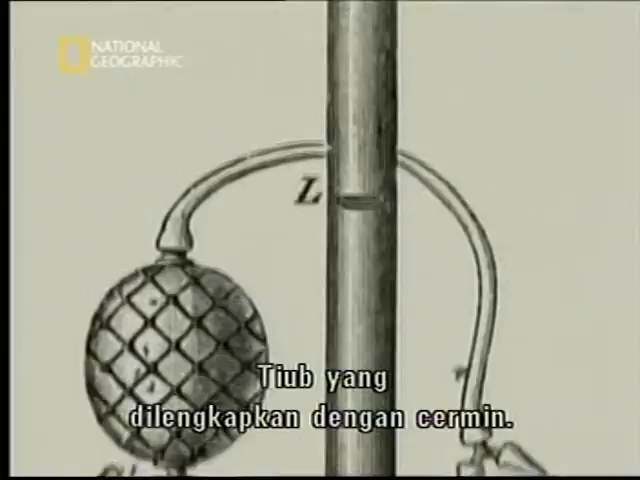 NATIONAL
GEOGRAPHIC
L
Tiub yang
dilengkapkan dengan cermin.